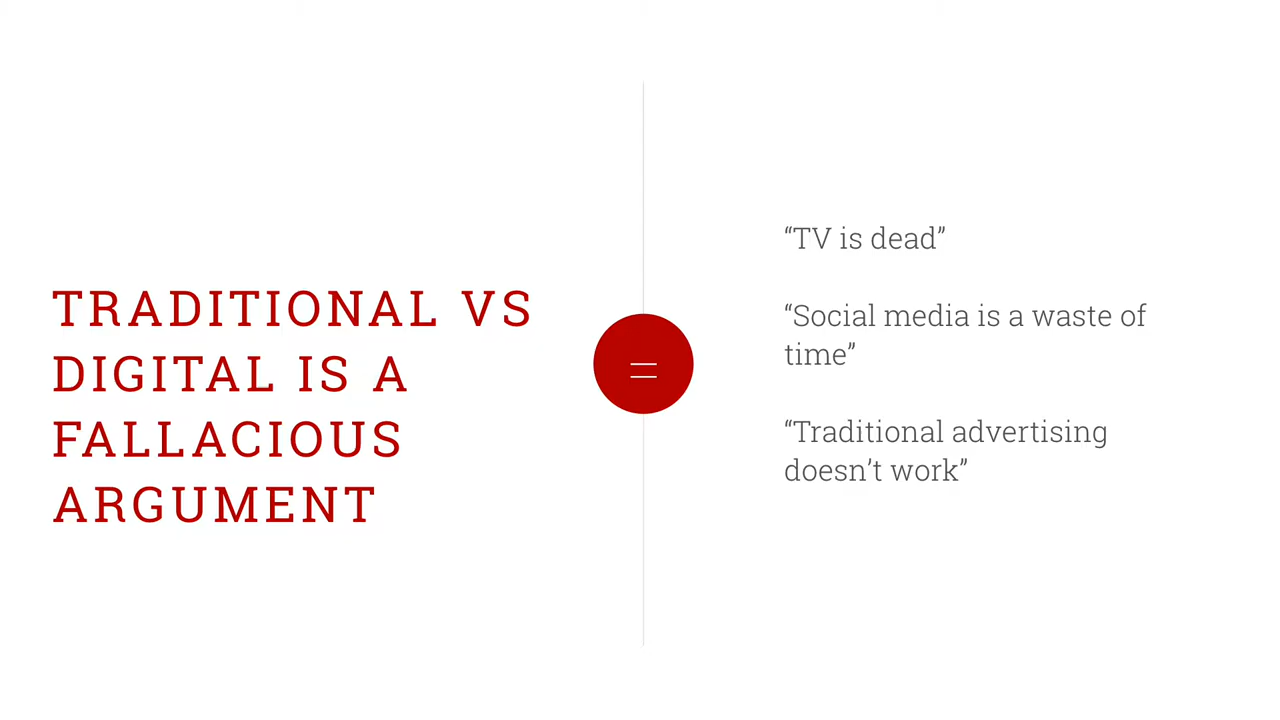 TRADITIONAL VS
DIGITAL IS A
FALLACIOUS
ARGUMENT
“TV is dead”
“Social media is a waste of
time”
“Traditional advertising
doesn’t work”